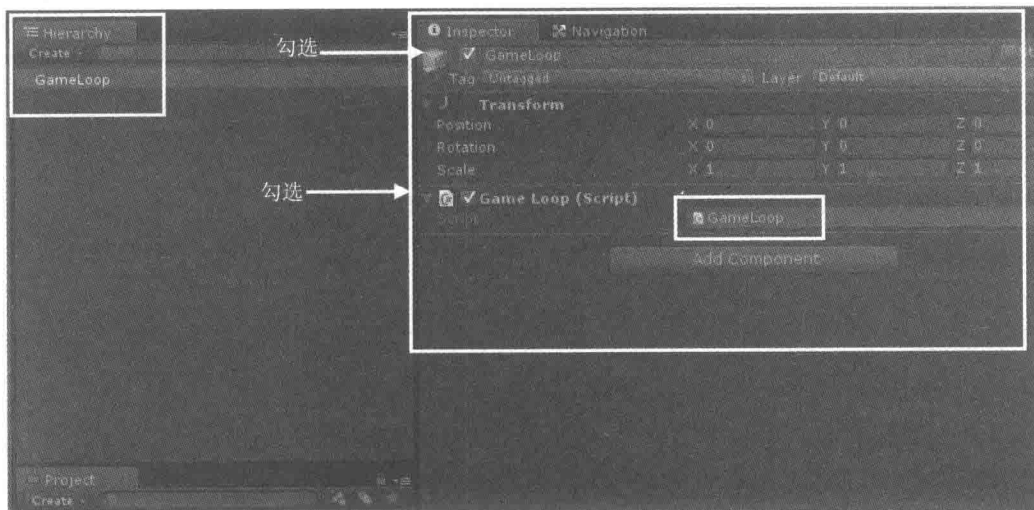 Hierarchy
Create
GameLoop
勾选
勾选
Inspector
Navigation
GameLoop
Tag Untagged
Layer Default
Transform
Position X 0 Y 0 Z 0
Rotation X 0 Y 0 Z 0
Scale X 1 Y 1 Z 1
Game Loop (Script)
Script GameLoop
Add Component
Project
Create